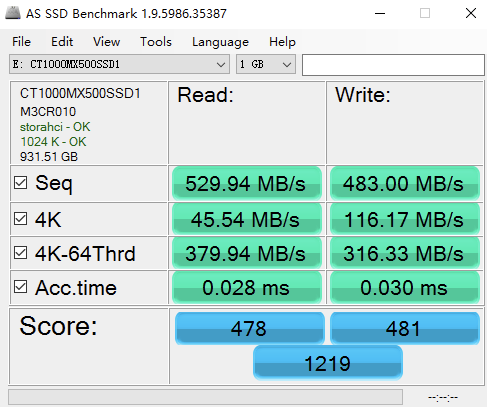 AS SSD Benchmark 1.9.5986.35387
File Edit View Tools Language Help
E: CT1000MX500SSD1 1 GB
CT1000MX500SSD1
M3CR010
storahci - OK
1024 K - OK
931.51 GB
Read: Write:
Seq 529.94 MB/s 483.00 MB/s
4K 45.54 MB/s 116.17 MB/s
4K-64Thrd 379.94 MB/s 316.33 MB/s
Acc.time 0.028 ms 0.030 ms
Score: 478 481
1219
--:--:--